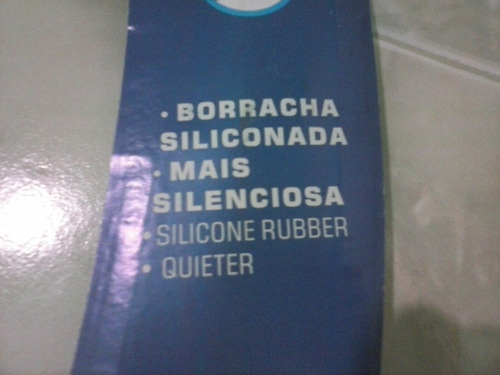 • BORRACHA
SILICONADA
• MAIS
SILENCIOSA
• SILICONE RUBBER
• QUIETER